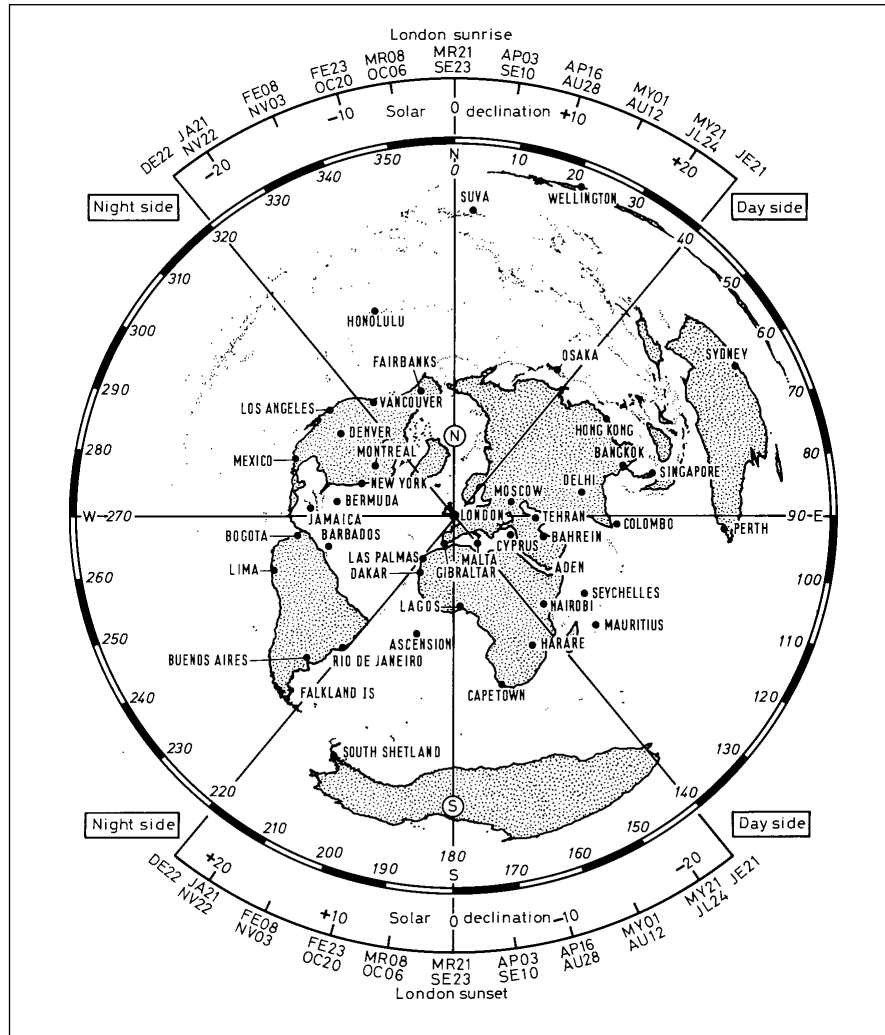 London sunrise
DE22
JA21
NV22
FE08
NV03
FE23
OC20
MR08
OC06
MR21
SE23
AP03
SE10
AP16
AU28
MY01
AU12
MY21
JL24
JE21
-20
-10
Solar
0
declination
+10
+20
Night side
Day side
N
0
10
20
30
40
50
60
70
80
90-E
100
110
120
130
140
150
160
170
180
S
190
200
210
220
230
240
250
260
W-270
280
290
300
310
320
330
340
350
SUVA
WELLINGTON
HONOLULU
FAIRBANKS
OSAKA
SYDNEY
VANCOUVER
LOS ANGELES
HONG KONG
DENVER
N
MONTREAL
BANGKOK
MEXICO
SINGAPORE
NEW YORK
DELHI
MOSCOW
BERMUDA
LONDON
TEHRAN
COLOMBO
PERTH
JAMAICA
BOGOTA
BARBADOS
CYPRUS
BAHREIN
LAS PALMAS
MALTA
LIMA
DAKAR
GIBRALTAR
ADEN
SEYCHELLES
LAGOS
NAIROBI
MAURITIUS
ASCENSION
HARARE
BUENOS AIRES
RIO DE JANEIRO
FALKLAND IS
CAPETOWN
SOUTH SHETLAND
S
Night side
Day side
+20
+10
Solar
0
declination
-10
-20
DE22
JA21
NV22
FE08
NV03
FE23
OC20
MR08
OC06
MR21
SE23
AP03
SE10
AP16
AU28
MY01
AU12
MY21
JL24
JE21
London sunset